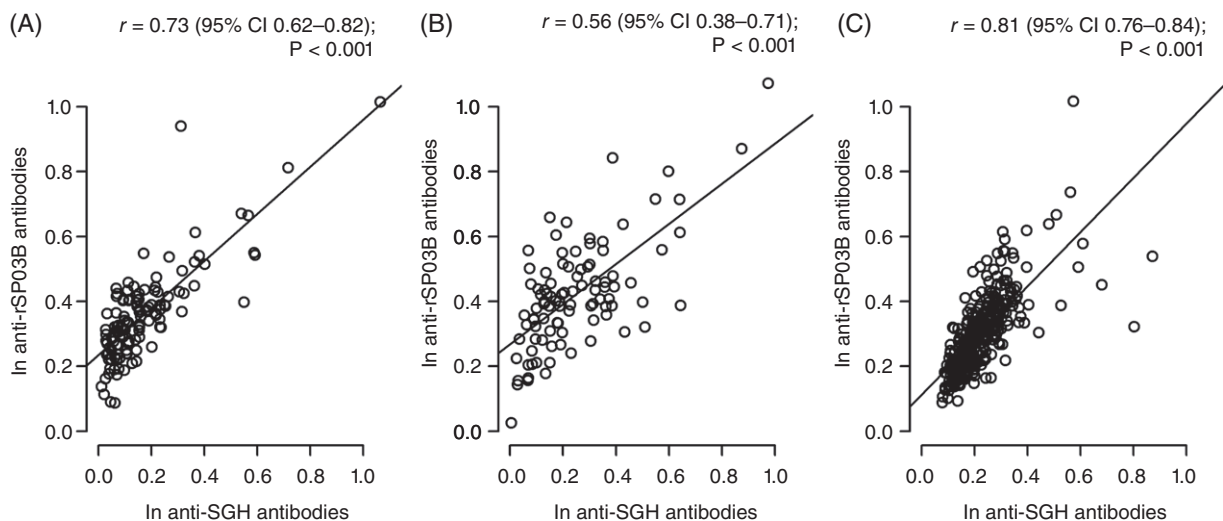 (A)
r = 0.73 (95% CI 0.62–0.82);
P < 0.001
ln anti-rSP03B antibodies
1.0
0.8
0.6
0.4
0.2
0.0
0.0 0.2 0.4 0.6 0.8 1.0
ln anti-SGH antibodies
(B)
r = 0.56 (95% CI 0.38–0.71);
P < 0.001
ln anti-rSP03B antibodies
1.0
0.8
0.6
0.4
0.2
0.0
0.0 0.2 0.4 0.6 0.8 1.0
ln anti-SGH antibodies
(C)
r = 0.81 (95% CI 0.76–0.84);
P < 0.001
ln anti-rSP03B antibodies
1.0
0.8
0.6
0.4
0.2
0.0
0.0 0.2 0.4 0.6 0.8 1.0
ln anti-SGH antibodies